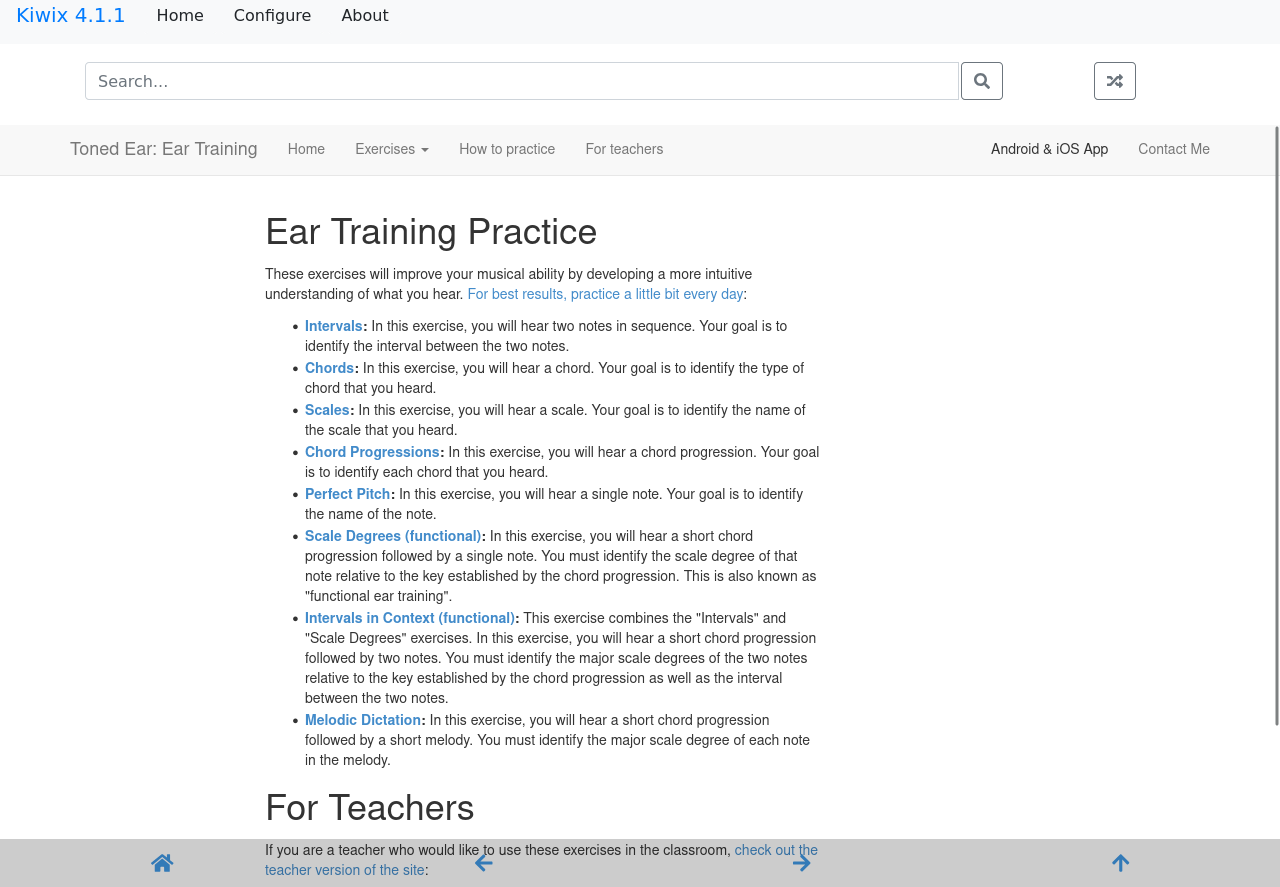 Kiwix 4.1.1 Home Configure About
Search...
Toned Ear: Ear Training Home Exercises How to practice For teachers Android & iOS App Contact Me
Ear Training Practice
These exercises will improve your musical ability by developing a more intuitive
understanding of what you hear. For best results, practice a little bit every day:
• Intervals: In this exercise, you will hear two notes in sequence. Your goal is to
identify the interval between the two notes.
• Chords: In this exercise, you will hear a chord. Your goal is to identify the type of
chord that you heard.
• Scales: In this exercise, you will hear a scale. Your goal is to identify the name of
the scale that you heard.
• Chord Progressions: In this exercise, you will hear a chord progression. Your goal
is to identify each chord that you heard.
• Perfect Pitch: In this exercise, you will hear a single note. Your goal is to identify
the name of the note.
• Scale Degrees (functional): In this exercise, you will hear a short chord
progression followed by a single note. You must identify the scale degree of that
note relative to the key established by the chord progression. This is also known as
"functional ear training".
• Intervals in Context (functional): This exercise combines the "Intervals" and
"Scale Degrees" exercises. In this exercise, you will hear a short chord progression
followed by two notes. You must identify the major scale degrees of the two notes
relative to the key established by the chord progression as well as the interval
between the two notes.
• Melodic Dictation: In this exercise, you will hear a short chord progression
followed by a short melody. You must identify the major scale degree of each note
in the melody.
For Teachers
If you are a teacher who would like to use these exercises in the classroom, check out the
teacher version of the site: